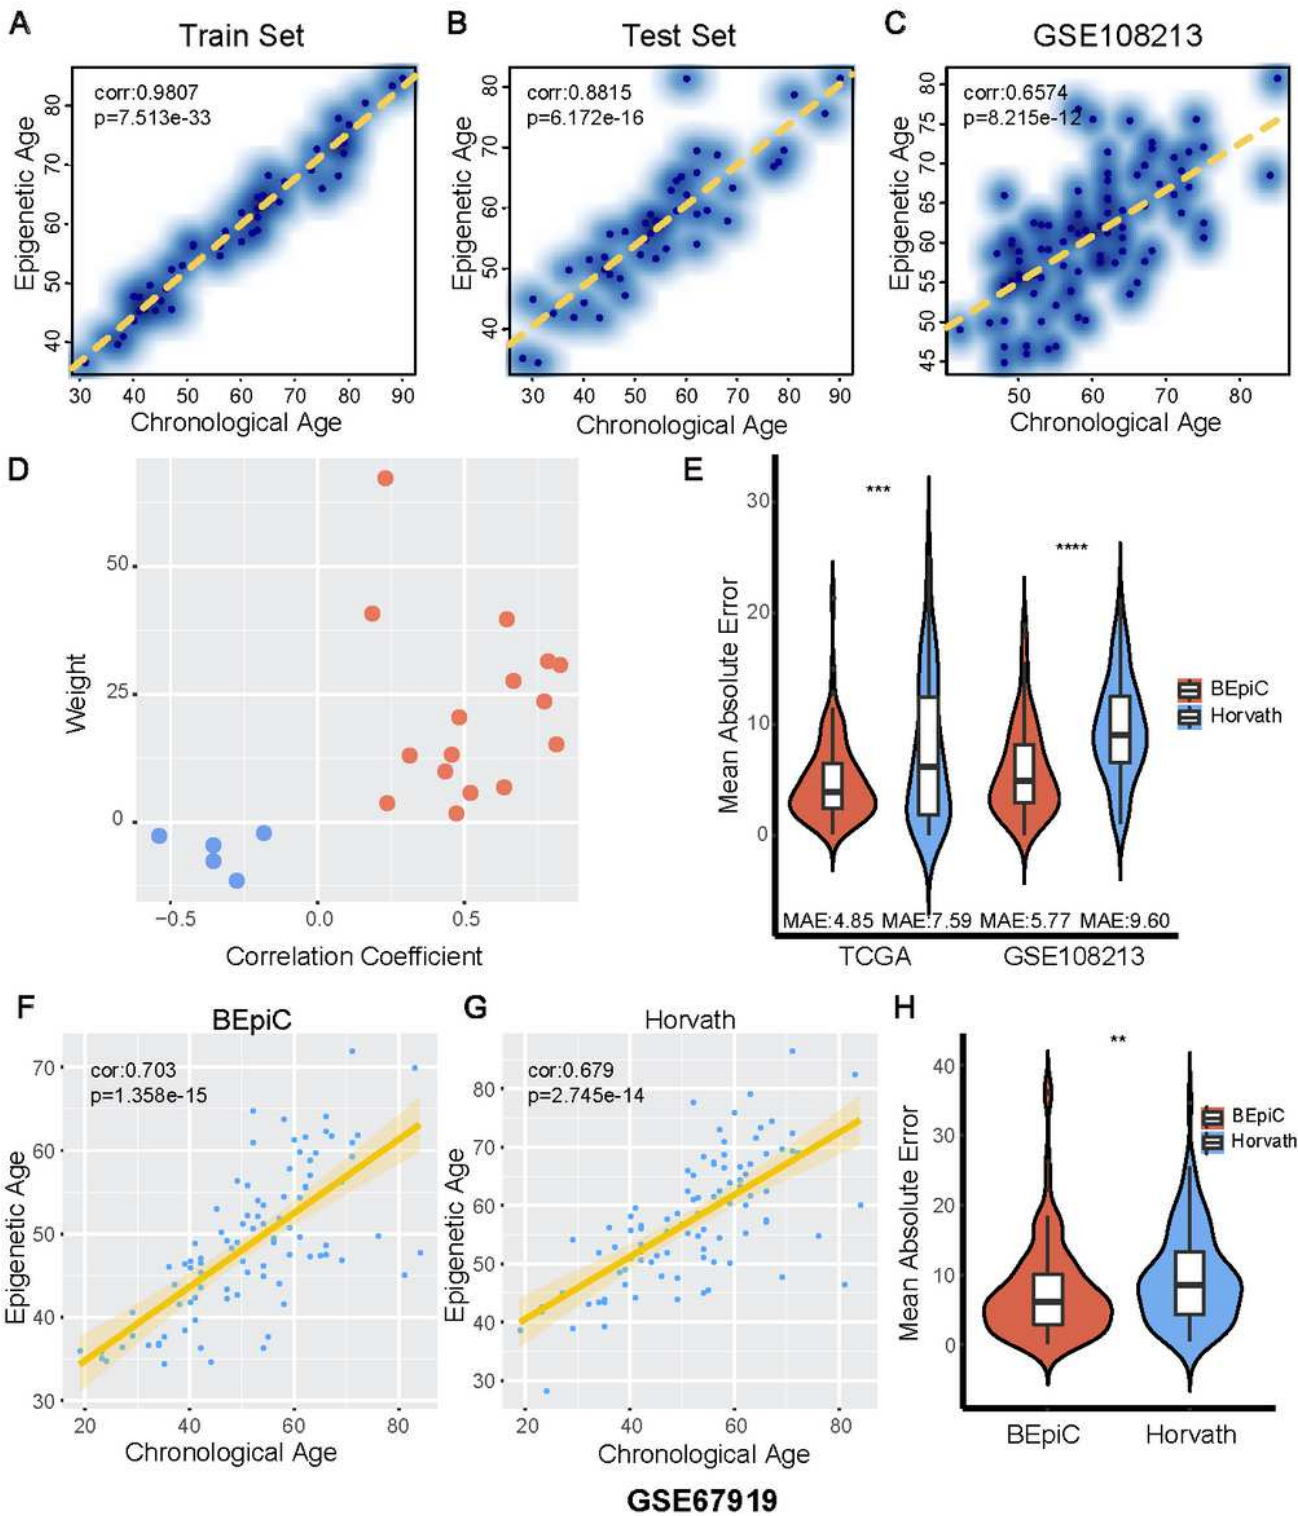 A
Train Set
corr:0.9807
p=7.513e-33
Epigenetic Age
80
70
60
50
40
30 40 50 60 70 80 90
Chronological Age
B
Test Set
corr:0.8815
p=6.172e-16
Epigenetic Age
80
70
60
50
40
30 40 50 60 70 80 90
Chronological Age
C
GSE108213
corr:0.6574
p=8.215e-12
Epigenetic Age
80
75
70
65
60
55
50
45
50 60 70 80
Chronological Age
D
Weight
50
25
0
−0.5 0.0 0.5
Correlation Coefficient
E
Mean Absolute Error
30
20
10
0
***
****
BEpiC
Horvath
MAE:4.85 MAE:7.59 MAE:5.77 MAE:9.60
TCGA GSE108213
F
BEpiC
cor:0.703
p=1.358e-15
Epigenetic Age
70
60
50
40
30
20 40 60 80
Chronological Age
G
Horvath
cor:0.679
p=2.745e-14
Epigenetic Age
80
70
60
50
40
30
20 40 60 80
Chronological Age
H
Mean Absolute Error
40
30
20
10
0
**
BEpiC
Horvath
BEpiC Horvath
GSE67919